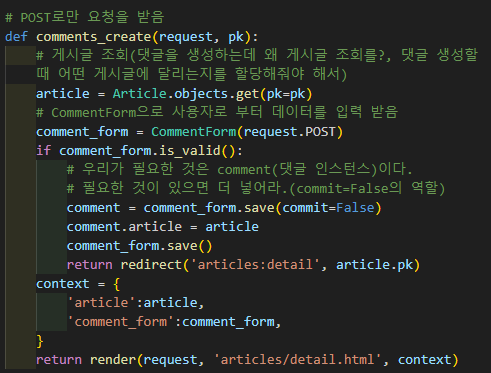 # POST로만 요청을 받음
def comments_create(request, pk):
    # 게시글 조회(댓글을 생성하는데 왜 게시글 조회를?, 댓글 생성할
    때 어떤 게시글에 달리는지를 할당해줘야 해서)
    article = Article.objects.get(pk=pk)
    # CommentForm으로 사용자로 부터 데이터를 입력 받음
    comment_form = CommentForm(request.POST)
    if comment_form.is_valid():
        # 우리가 필요한 것은 comment(댓글 인스턴스)이다.
        # 필요한 것이 있으면 더 넣어라.(commit=False의 역할)
        comment = comment_form.save(commit=False)
        comment.article = article
        comment_form.save()
        return redirect('articles:detail', article.pk)
    context = {
        'article':article,
        'comment_form':comment_form,
    }
    return render(request, 'articles/detail.html', context)